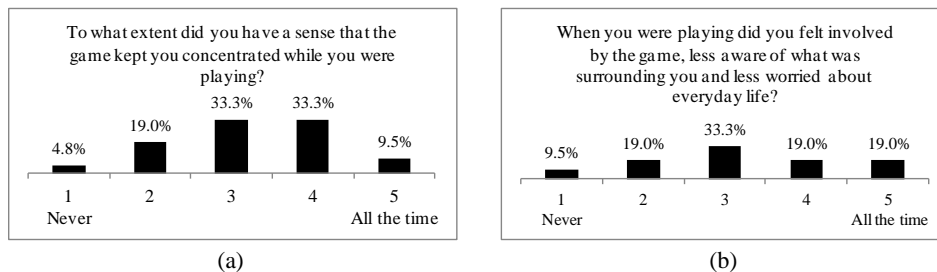 To what extent did you have a sense that the
game kept you concentrated while you were
playing?
4.8%
19.0%
33.3%
33.3%
9.5%
1
2
3
4
5
Never
All the time
(a)
When you were playing did you felt involved
by the game, less aware of what was
surrounding you and less worried about
everyday life?
9.5%
19.0%
33.3%
19.0%
19.0%
1
2
3
4
5
Never
All the time
(b)